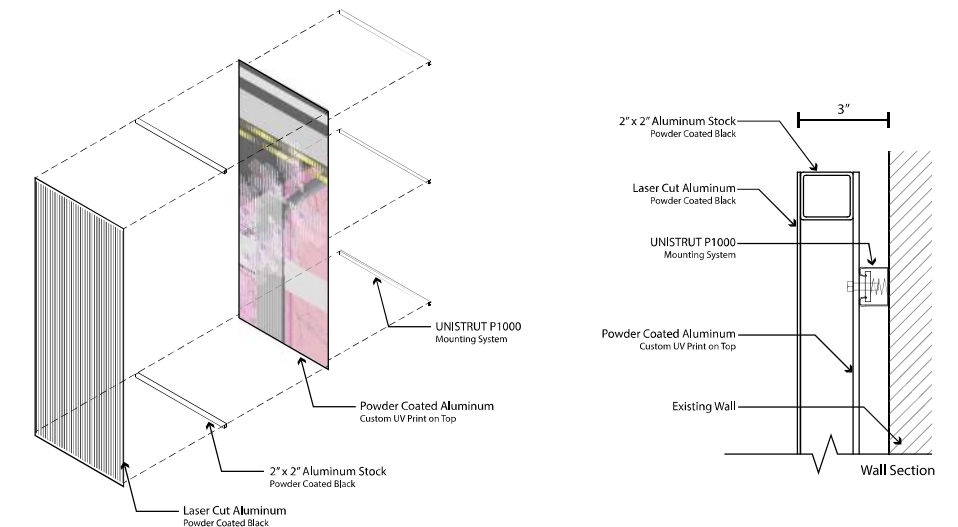 UNISTRUT P1000
Mounting System
Powder Coated Aluminum
Custom UV Print on Top
2” x 2” Aluminum Stock
Powder Coated Black
Laser Cut Aluminum
Powder Coated Black
3”
2” x 2” Aluminum Stock
Powder Coated Black
Laser Cut Aluminum
Powder Coated Black
UNISTRUT P1000
Mounting System
Powder Coated Aluminum
Custom UV Print on Top
Existing Wall
Wall Section